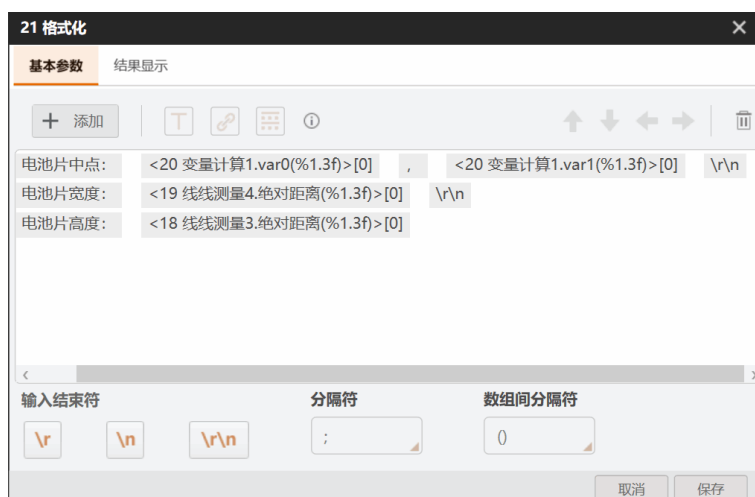 21 格式化
基本参数 结果显示
+ 添加
电池片中点: <20 变量计算1.var0(%1.3f)>[0] , <20 变量计算1.var1(%1.3f)>[0] \r\n
电池片宽度: <19 线线测量4.绝对距离(%1.3f)>[0] \r\n
电池片高度: <18 线线测量3.绝对距离(%1.3f)>[0]
输入结束符 分隔符 数组间分隔符
\r \n \r\n ; ()
取消 保存